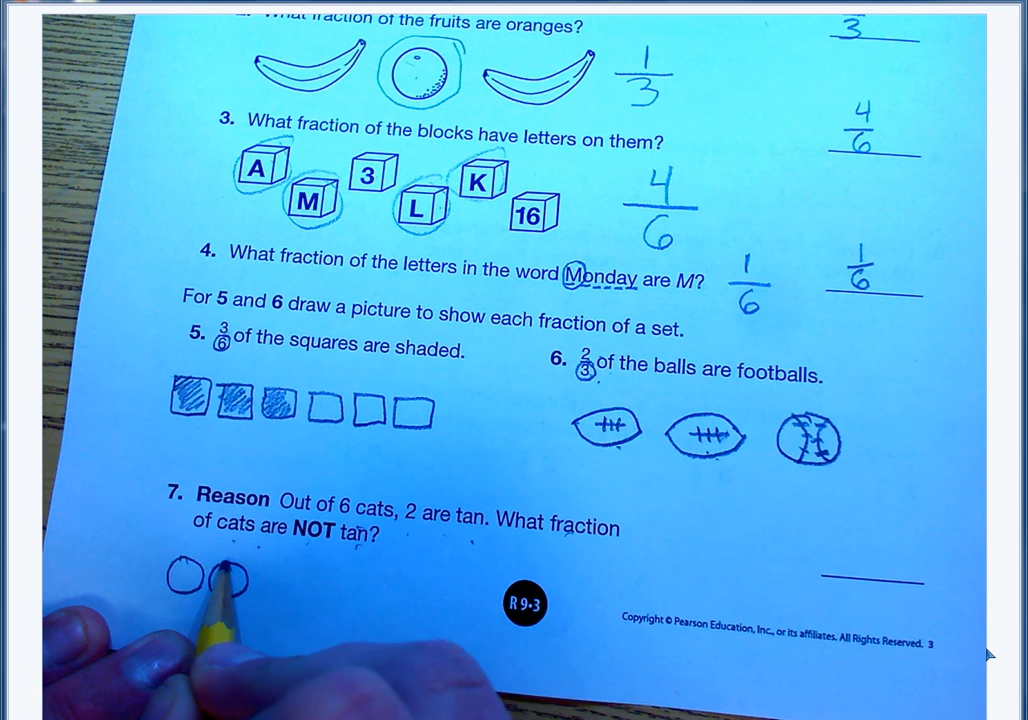 What fraction of the fruits are oranges?
3
1
3
3. What fraction of the blocks have letters on them?
4
6
A M 3 L K 16
4
6
4. What fraction of the letters in the word Monday are M?
1
6
1
6
For 5 and 6 draw a picture to show each fraction of a set.
5. 3/6 of the squares are shaded.
6. 2/3 of the balls are footballs.
7. Reason Out of 6 cats, 2 are tan. What fraction
of cats are NOT tan?
R 9•3
Copyright © Pearson Education, Inc., or its affiliates. All Rights Reserved. 3